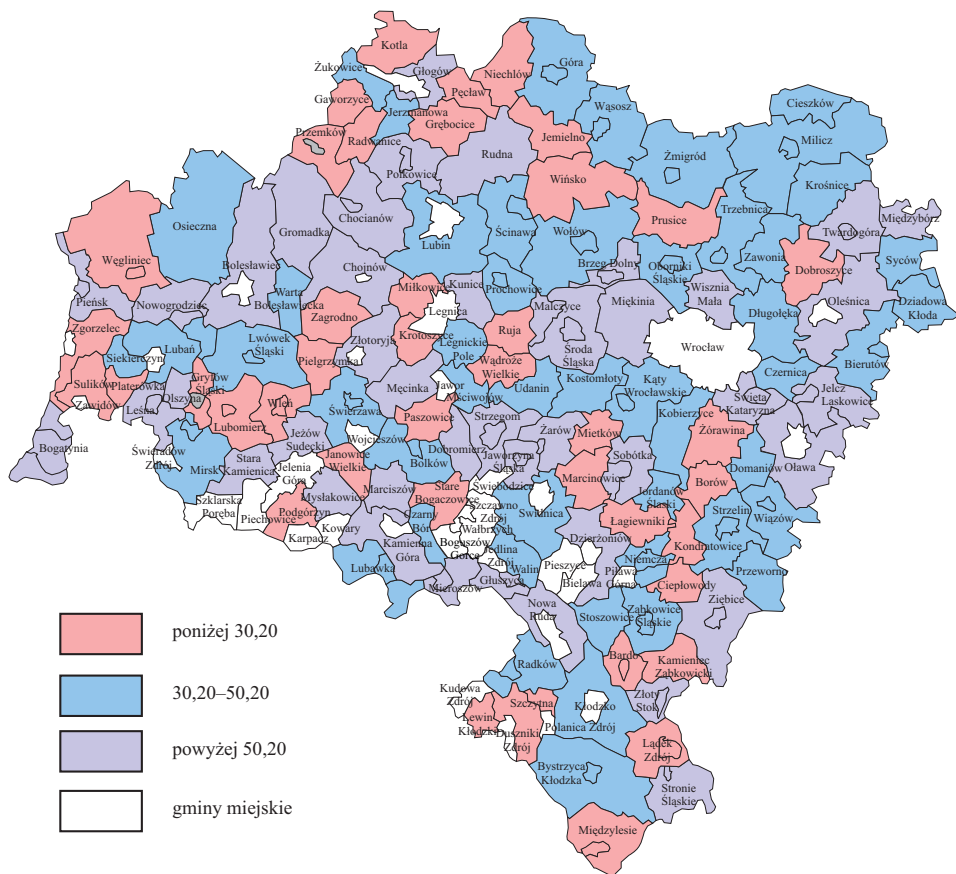 Kotla
Żukowice
Głogów
Niechlów
Góra
Gaworzyce
Pęcław
Wąsosz
Cieszków
Jerzmanowa
Grębocice
Przemków
Radwanice
Jemielno
Milicz
Polkowice
Rudna
Żmigród
Wińsko
Krośnice
Osieczna
Chocianów
Prusice
Trzebnica
Międzybórz
Gromadka
Lubin
Ścinawa
Wołów
Twardogóra
Węgliniec
Bolesławiec
Chojnów
Brzeg Dolny
Oborniki
Śląskie
Zawonia
Dobroszyce
Syców
Pieńsk
Nowogrodziec
Warta
Bolesławiecka
Miłkowice
Kunice
Prochowice
Wisznia
Mała
Oleśnica
Dziadowa
Kłoda
Zagrodno
Legnica
Malczyce
Miękinia
Długołęka
Zgorzelec
Krotoszyce
Ruja
Siekierczyn
Lubań
Lwówek
Śląski
Złotoryja
Legnickie
Pole
Środa
Śląska
Wrocław
Pielgrzymka
Wądroże
Wielkie
Czernica
Bierutów
Sulików
Platerówka
Gryfów
Śląski
Męcinka
Jawor
Mściwojów
Udanin
Kostomłoty
Kąty
Wrocławskie
Jelcz
Laskowice
Zawidów
Leśna
Olszyna
Wleń
Świerzawa
Paszowice
Strzegom
Kobierzyce
Święta
Kataryzna
Lubomierz
Bogatynia
Jeżów
Sudecki
Wojcieszów
Dobromierz
Żarów
Mietków
Żórawina
Świeradów
Zdrój
Mirsk
Stara
Kamienica
Jelenia
Góra
Janowice
Wielkie
Bolków
Jaworzyna
Śląska
Sobótka
Domaniów
Oława
Marcinowice
Borów
Szklarska
Poręba
Piechowice
Podgórzyn
Mysłakowice
Marciszów
Stare
Bogaczowice
Świebodzice
Świdnica
Jordanów
Śląski
Strzelin
Wiązów
Karpacz
Kowary
Czarny
Bór
Szczawno
Zdrój
Wałbrzych
Łagiewniki
Kamienna
Góra
Boguszów
Gorce
Dzierżoniów
Kondratowice
Lubawka
Jedlina
Zdrój
Walin
Pieszyce
Niemcza
Przeworno
Mieroszów
Głuszyca
Bielawa
Piława
Górna
Ciepłowody
Ziębice
Nowa
Ruda
Stoszowice
Ząbkowice
Śląskie
Radków
Bardo
Kamieniec
Ząbkowicki
Kudowa
Zdrój
Szczytna
Kłodzko
Złoty
Stok
Lewin
Kłodzki
Duszniki
Zdrój
Polanica Zdrój
Lądek
Zdrój
Bystrzyca
Kłodzka
Stronie
Śląskie
Międzylesie
poniżej 30,20
30,20–50,20
powyżej 50,20
gminy miejskie